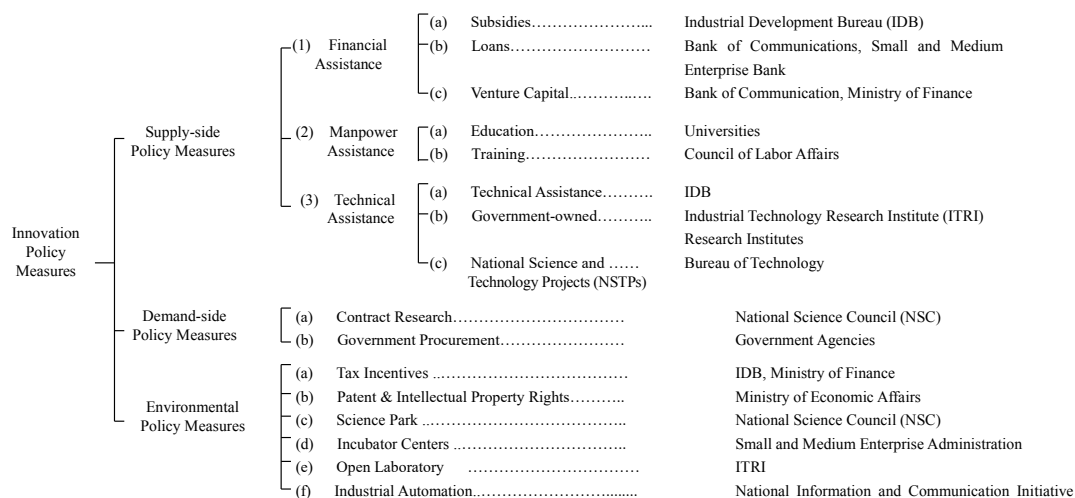 (a) Subsidies………………….... Industrial Development Bureau (IDB)
(1) Financial Assistance
(b) Loans……………………… Bank of Communications, Small and Medium
Enterprise Bank
(c) Venture Capital..………..…. Bank of Communication, Ministry of Finance
Supply-side
Policy Measures
(2) Manpower
Assistance
(a) Education………………….. Universities
(b) Training…………………… Council of Labor Affairs
(3) Technical
Assistance
(a) Technical Assistance………. IDB
(b) Government-owned……….. Industrial Technology Research Institute (ITRI)
Research Institutes
(c) National Science and …… Bureau of Technology
Technology Projects (NSTPs)
Innovation
Policy
Measures
Demand-side
Policy Measures
(a) Contract Research…………………………… National Science Council (NSC)
(b) Government Procurement…………………… Government Agencies
Environmental
Policy Measures
(a) Tax Incentives ..……………………………… IDB, Ministry of Finance
(b) Patent & Intellectual Property Rights……….. Ministry of Economic Affairs
(c) Science Park ..……………………………….. National Science Council (NSC)
(d) Incubator Centers ..………………………….. Small and Medium Enterprise Administration
(e) Open Laboratory …………………………… ITRI
(f) Industrial Automation..……………………........ National Information and Communication Initiative